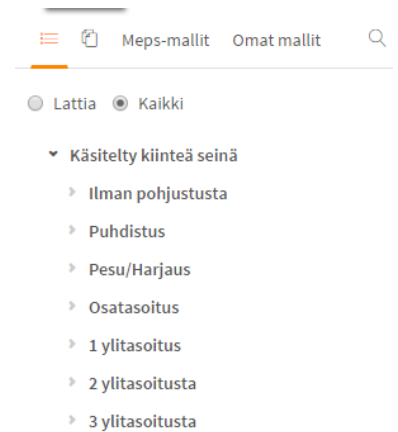 Meps-mallit Omat mallit
Lattia Kaikki
Käsitelty kiinteä seinä
Ilman pohjustusta
Puhdistus
Pesu/Harjaus
Osatasoitus
1 ylitasoitus
2 ylitasoitusta
3 ylitasoitusta